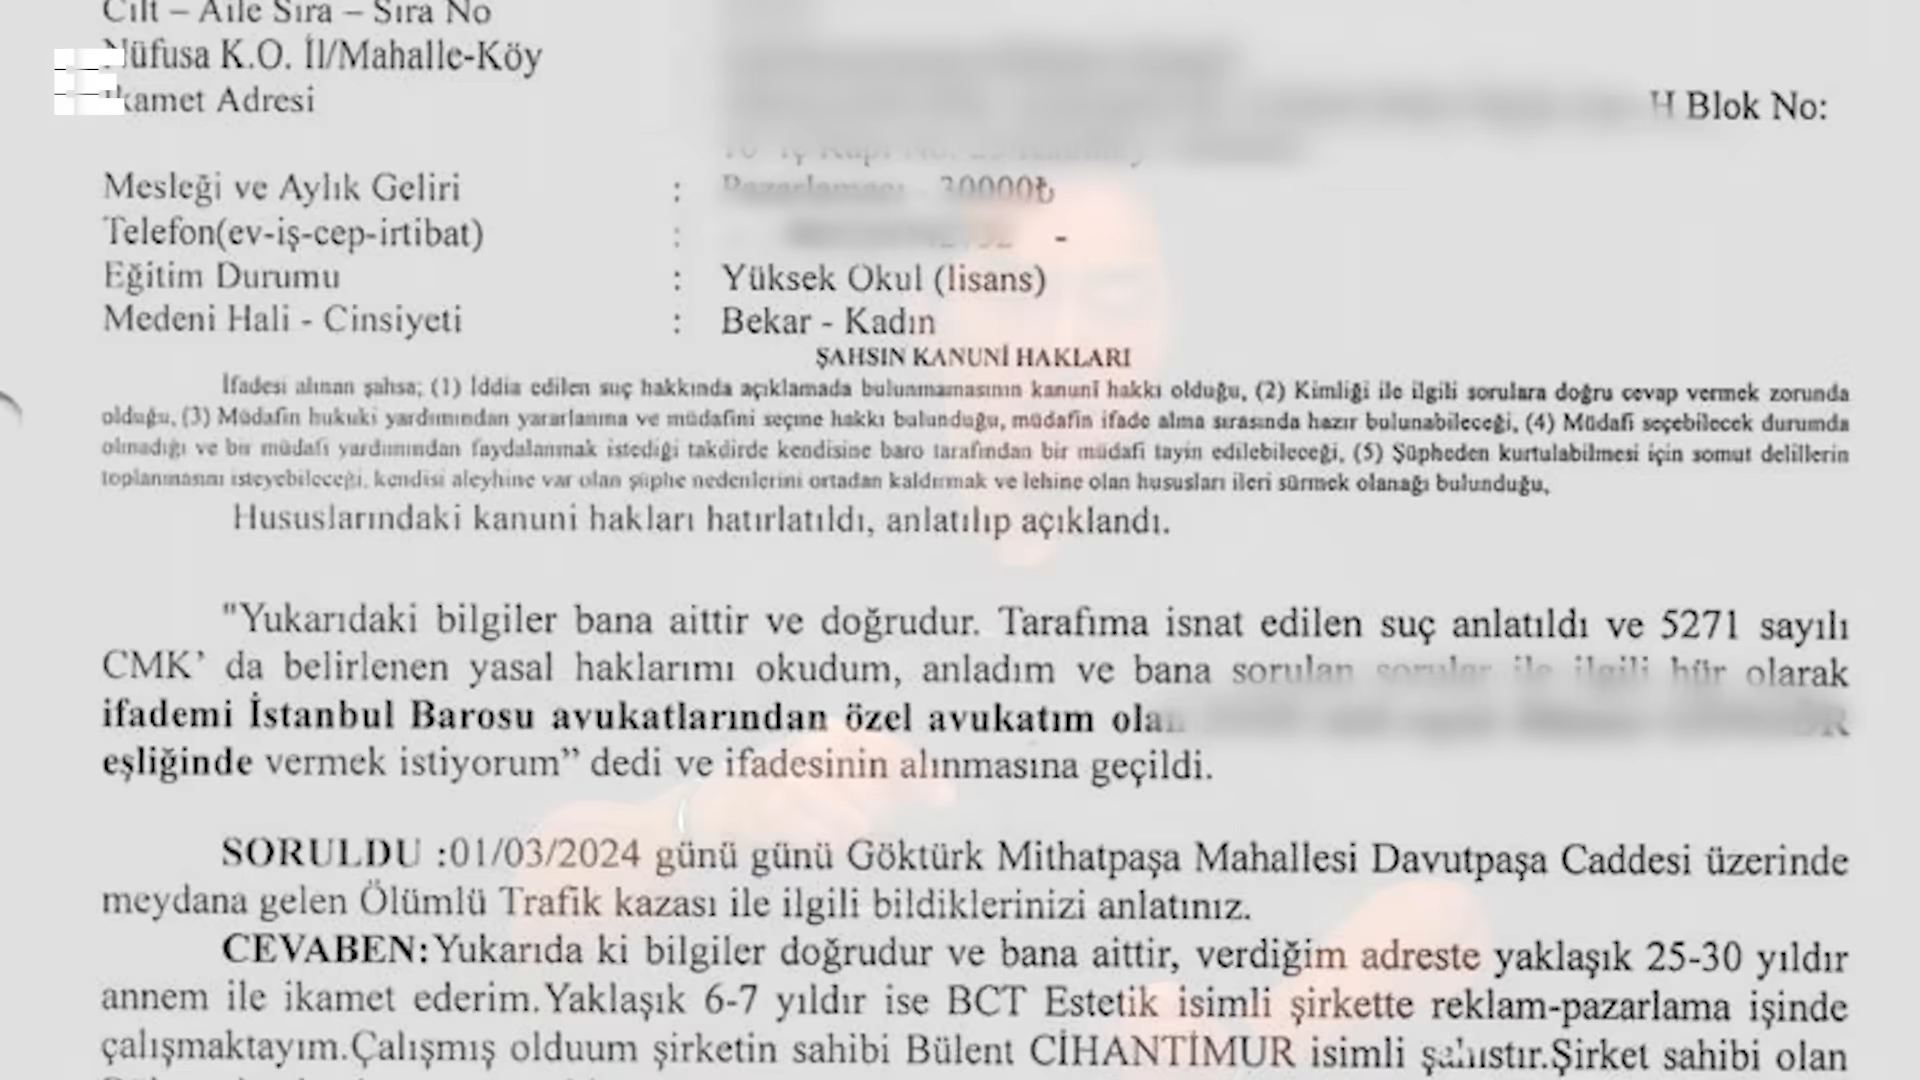 Cilt – Aile Sıra – Sıra No
Nüfusa K.O. İl/Mahalle-Köy
İkamet Adresi H Blok No:
Mesleği ve Aylık Geliri : Pazarlamacı - 30000₺
Telefon(ev-iş-cep-irtibat) : -
Eğitim Durumu : Yüksek Okul (lisans)
Medeni Hali - Cinsiyeti : Bekar - Kadın
ŞAHSIN KANUNİ HAKLARI
İfadesi alınan şahsa; (1) İddia edilen suç hakkında açıklamada bulunmamasının kanunî hakkı olduğu, (2) Kimliği ile ilgili sorulara doğru cevap vermek zorunda
olduğu, (3) Müdafin hukuki yardımından yararlanma ve müdafini seçme hakkı bulunduğu, müdafin ifade alma sırasında hazır bulunabileceği, (4) Müdafi seçebilecek durumda
olmadığı ve bir müdafi yardımından faydalanmak istediği takdirde kendisine baro tarafından bir müdafi tayin edilebileceği, (5) Şüpheden kurtulabilmesi için somut delillerin
toplanmasını isteyebileceği, kendisi aleyhine var olan şüphe nedenlerini ortadan kaldırmak ve lehine olan hususları ileri sürmek olanağı bulunduğu,
Hususlarındaki kanuni hakları hatırlatıldı, anlatılıp açıklandı.
"Yukarıdaki bilgiler bana aittir ve doğrudur. Tarafıma isnat edilen suç anlatıldı ve 5271 sayılı
CMK’ da belirlenen yasal haklarımı okudum, anladım ve bana sorulan sorular ile ilgili hür olarak
ifademi İstanbul Barosu avukatlarından özel avukatım olan
eşliğinde vermek istiyorum” dedi ve ifadesinin alınmasına geçildi.
SORULDU :01/03/2024 günü günü Göktürk Mithatpaşa Mahallesi Davutpaşa Caddesi üzerinde
meydana gelen Ölümlü Trafik kazası ile ilgili bildiklerinizi anlatınız.
CEVABEN:Yukarıda ki bilgiler doğrudur ve bana aittir, verdiğim adreste yaklaşık 25-30 yıldır
annem ile ikamet ederim.Yaklaşık 6-7 yıldır ise BCT Estetik isimli şirkette reklam-pazarlama işinde
çalışmaktayım.Çalışmış olduum şirketin sahibi Bülent CİHANTİMUR isimli şahıstır.Şirket sahibi olan